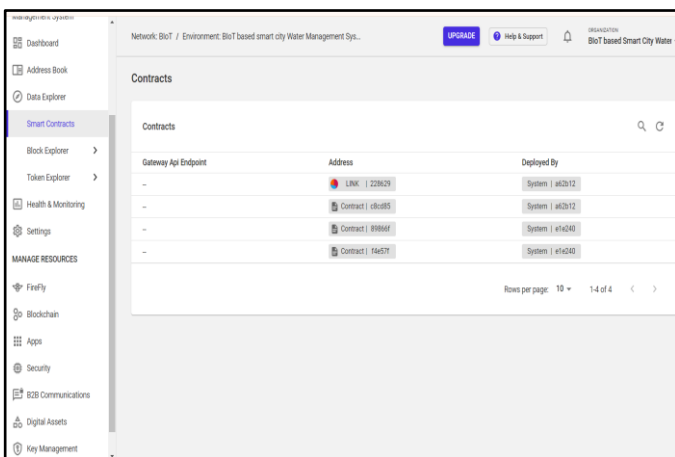 Management System
Dashboard
Address Book
Data Explorer
Smart Contracts
Block Explorer
Token Explorer
Health & Monitoring
Settings
MANAGE RESOURCES
FireFly
Blockchain
Apps
Security
B2B Communications
Digital Assets
Key Management
Network: BIoT / Environment: BIoT based smart city Water Management Sys...
UPGRADE
Help & Support
ORGANIZATION
BIoT based Smart City Water
Contracts
Contracts
Gateway Api Endpoint Address Deployed By
– LINK | 228629 System | a62b12
– Contract | c8cd85 System | a62b12
– Contract | 89866f System | e1e240
– Contract | f4e57f System | e1e240
Rows per page: 10 1-4 of 4